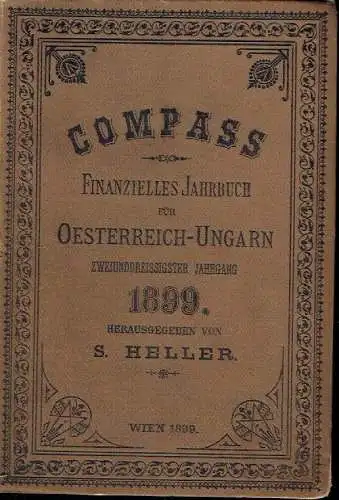 COMPASS
FINANZIELLES JAHRBUCH
FÜR
OESTERREICH-UNGARN
ZWEIUNDDREISSIGSTER JAHRGANG
1899.
HERAUSGEGEBEN VON
S. HELLER.
WIEN 1899.